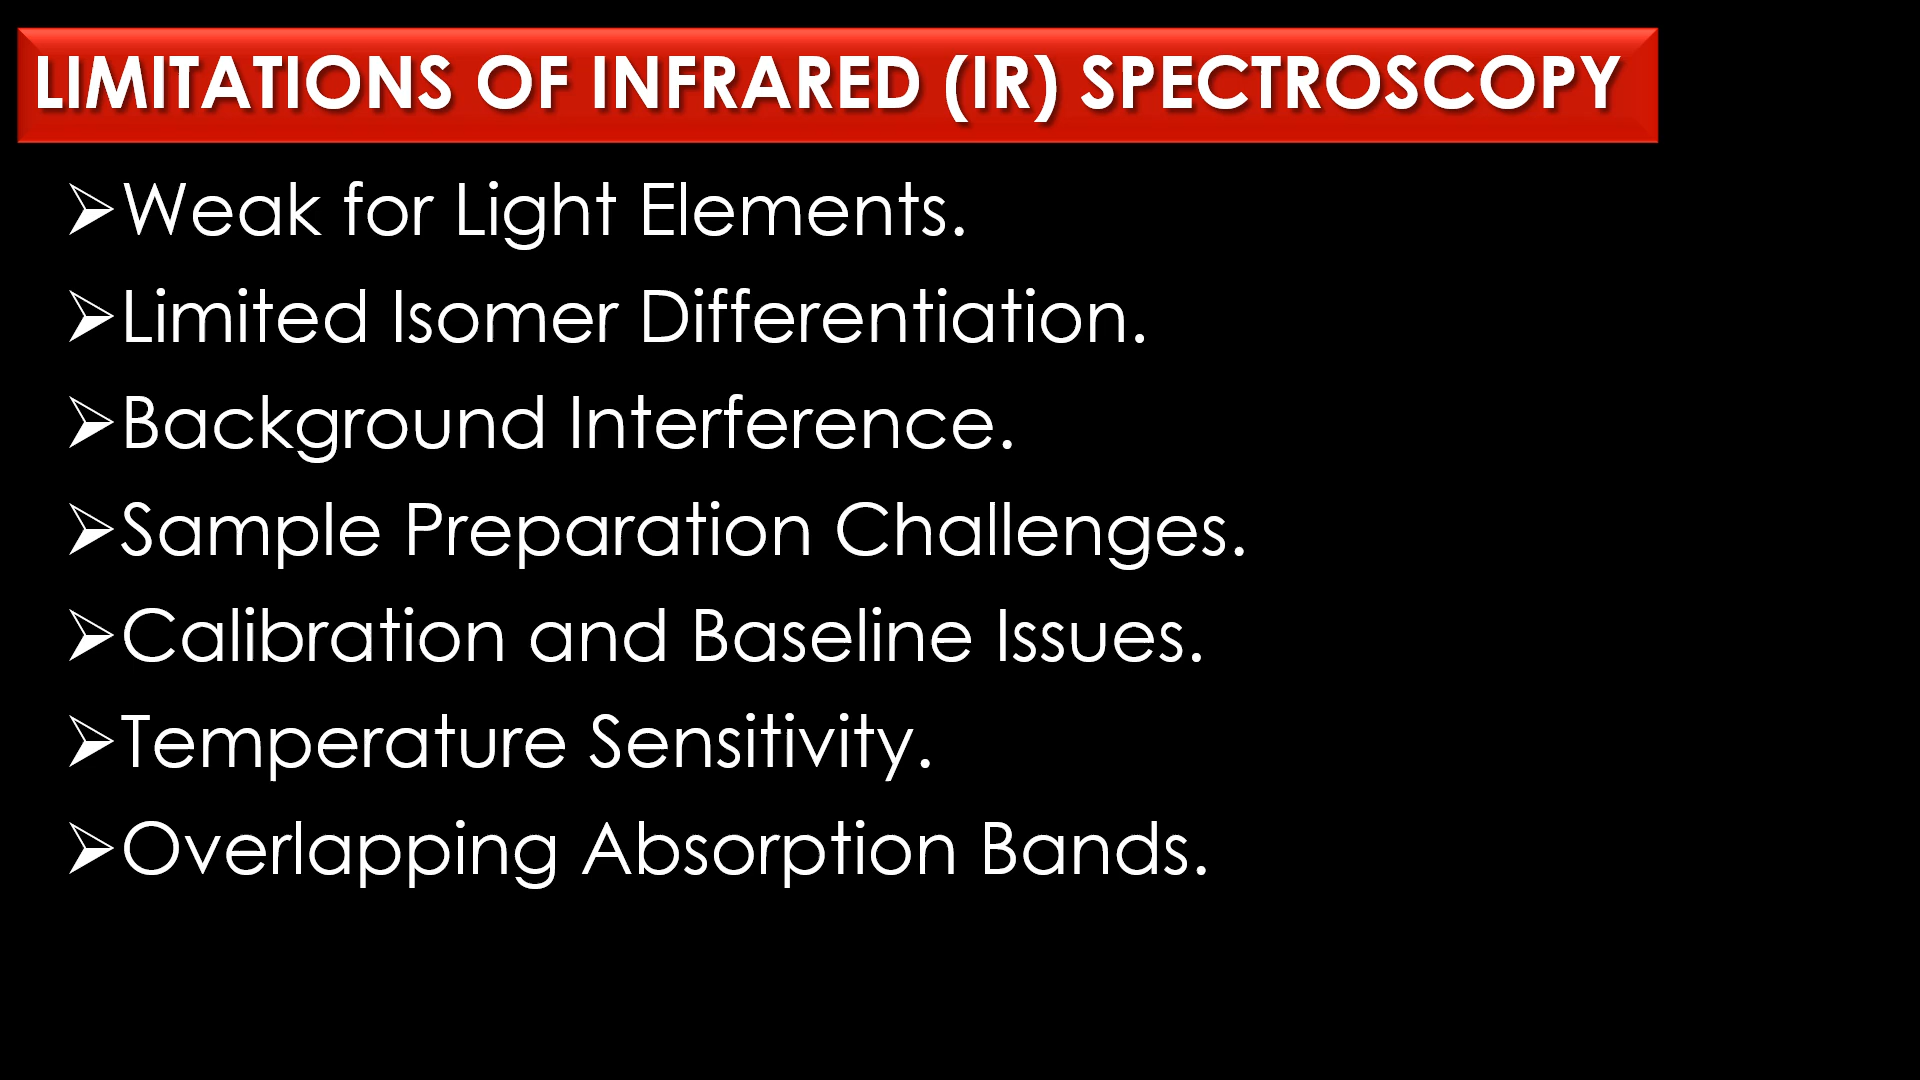 LIMITATIONS OF INFRARED (IR) SPECTROSCOPY
➢Weak for Light Elements.
➢Limited Isomer Differentiation.
➢Background Interference.
➢Sample Preparation Challenges.
➢Calibration and Baseline Issues.
➢Temperature Sensitivity.
➢Overlapping Absorption Bands.